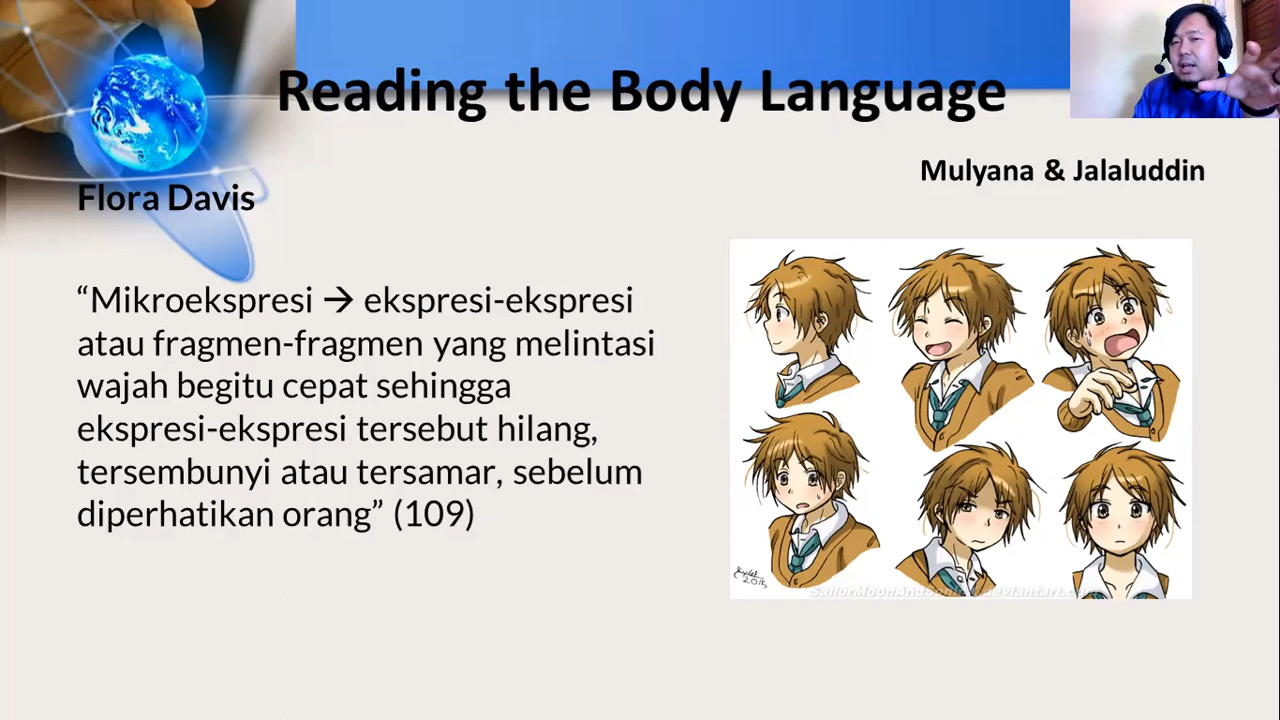 Reading the Body Language
Mulyana & Jalaluddin
Flora Davis
“Mikroekspresi → ekspresi-ekspresi
atau fragmen-fragmen yang melintasi
wajah begitu cepat sehingga
ekspresi-ekspresi tersebut hilang,
tersembunyi atau tersamar, sebelum
diperhatikan orang” (109)